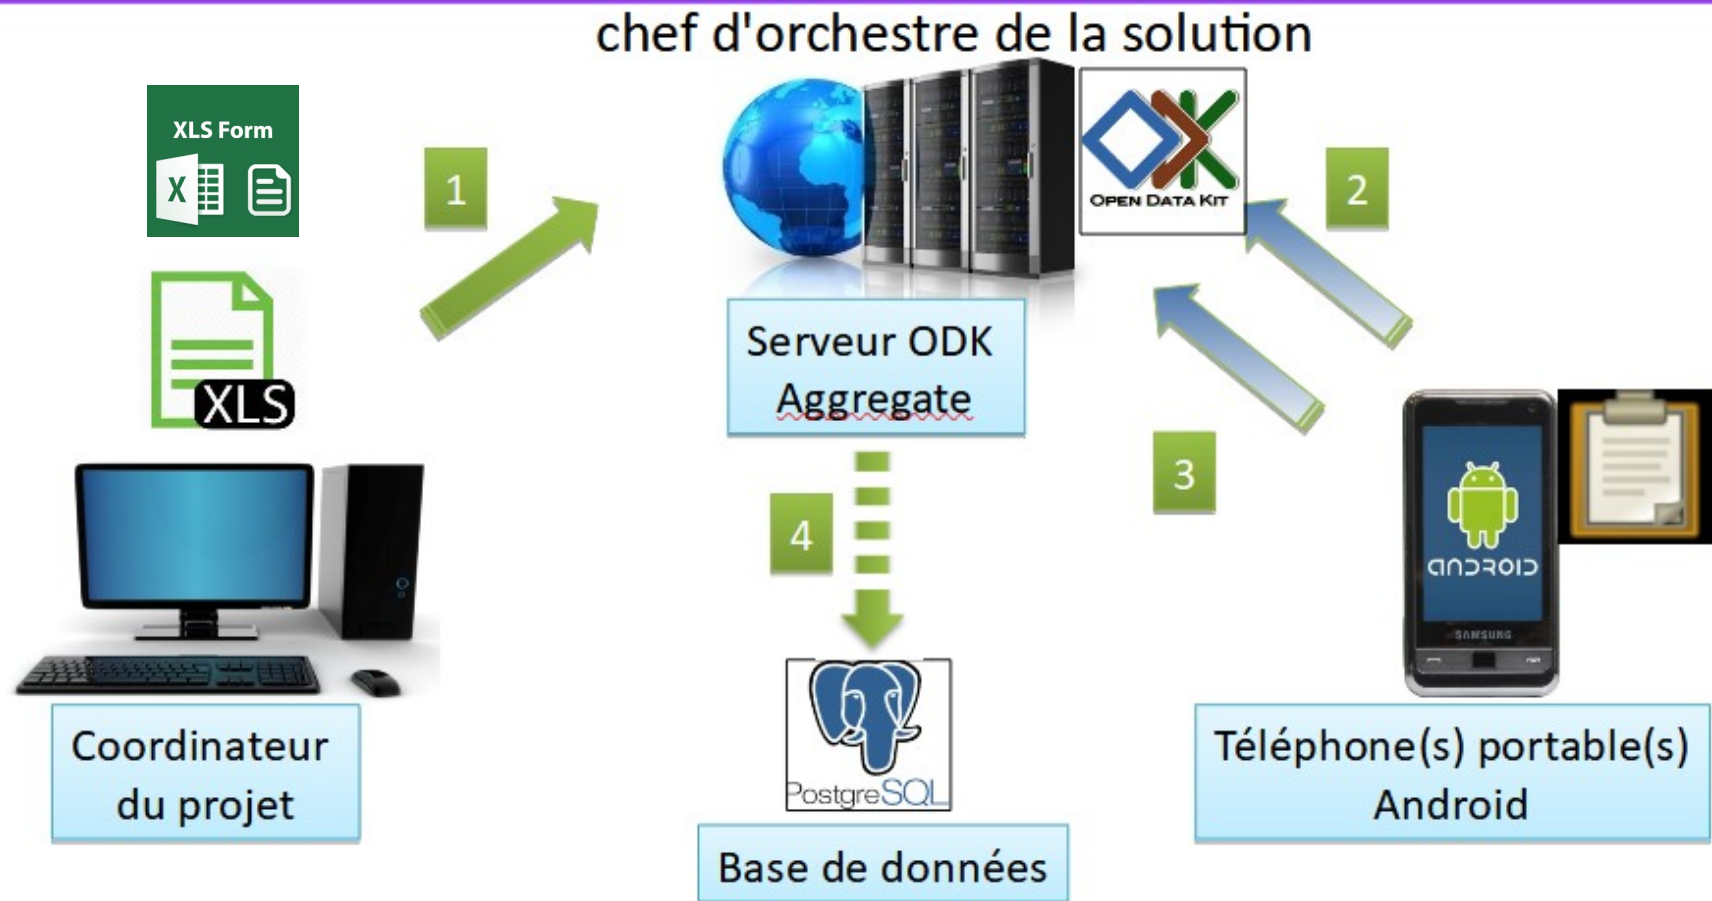 chef d'orchestre de la solution
XLS Form
X
XLS
1
OPEN DATA KIT
2
Serveur ODK
Aggregate
3
4
ANDROID
SAMSUNG
Coordinateur
du projet
PostgreSQL
Base de données
Téléphone(s) portable(s)
Android